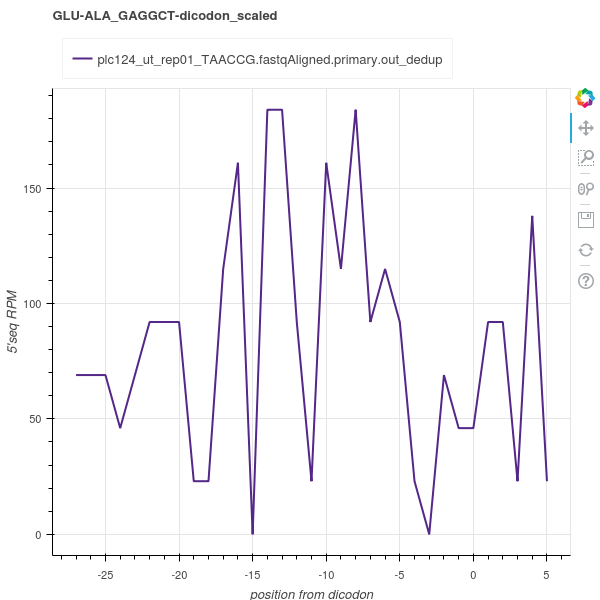 GLU-ALA_GAGGCT-dicodon_scaled
plc124_ut_rep01_TAACCG.fastqAligned.primary.out_dedup
150
100
50
0
5'seq RPM
-25 -20 -15 -10 -5 0 5
position from dicodon